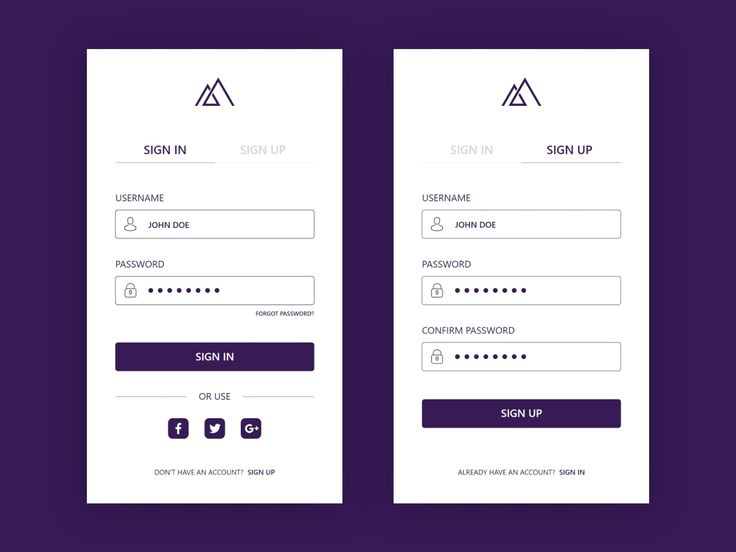 SIGN IN SIGN UP
USERNAME
JOHN DOE
PASSWORD
FORGOT PASSWORD?
SIGN IN
OR USE
f G+
DON'T HAVE AN ACCOUNT? SIGN UP
SIGN IN SIGN UP
USERNAME
JOHN DOE
PASSWORD
CONFIRM PASSWORD
SIGN UP
ALREADY HAVE AN ACCOUNT? SIGN IN